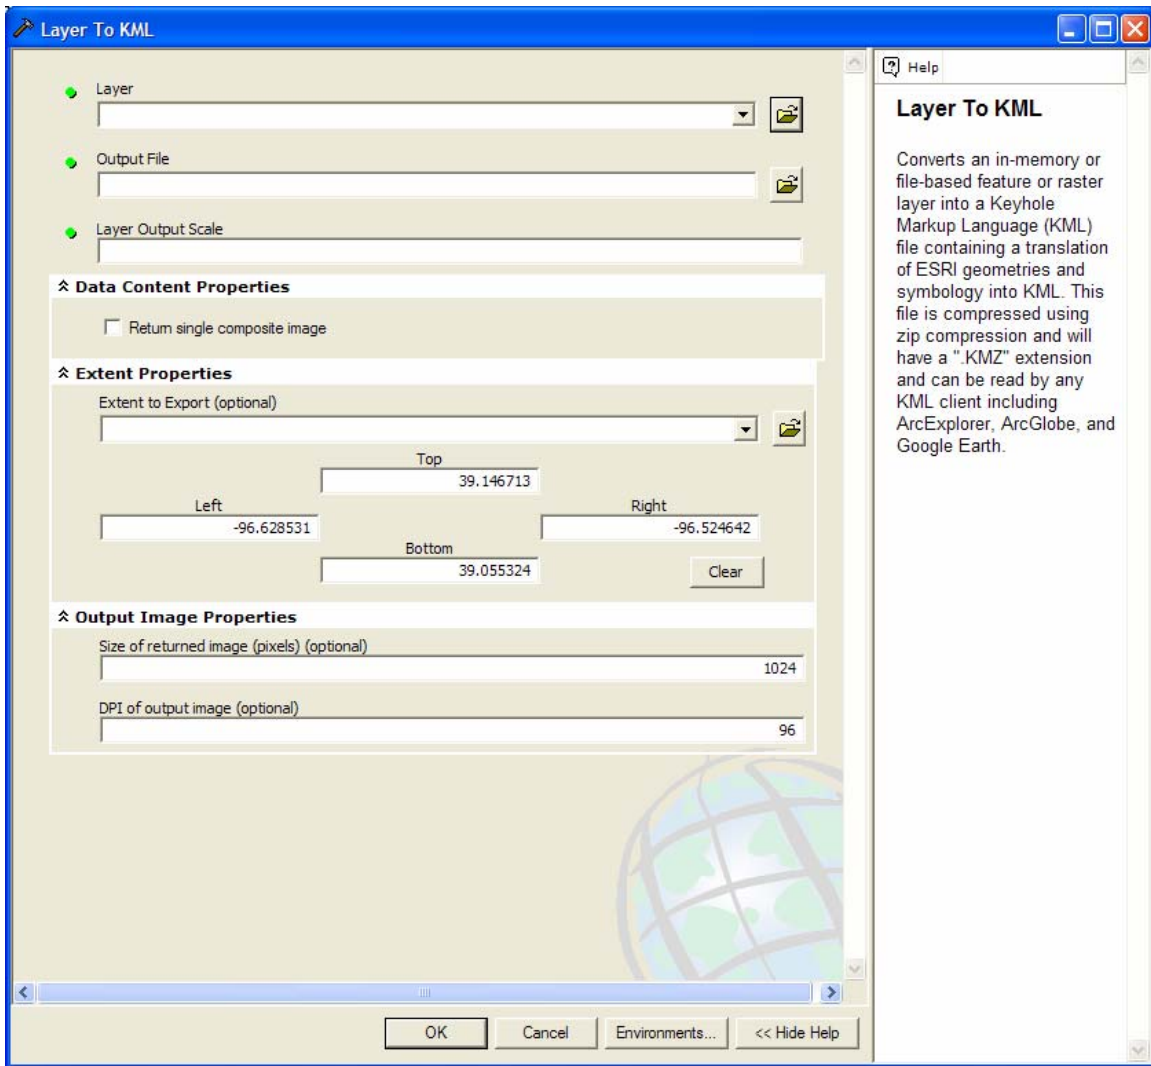 Layer To KML
Layer
Output File
Layer Output Scale
Data Content Properties
Return single composite image
Extent Properties
Extent to Export (optional)
Top
39.146713
Left
Right
-96.628531
-96.524642
Bottom
39.055324
Clear
Output Image Properties
Size of returned image (pixels) (optional)
1024
DPI of output image (optional)
96
OK
Cancel
Environments...
<< Hide Help
Help
Layer To KML
Converts an in-memory or
file-based feature or raster
layer into a Keyhole
Markup Language (KML)
file containing a translation
of ESRI geometries and
symbology into KML. This
file is compressed using
zip compression and will
have a ".KMZ" extension
and can be read by any
KML client including
ArcExplorer, ArcGlobe, and
Google Earth.